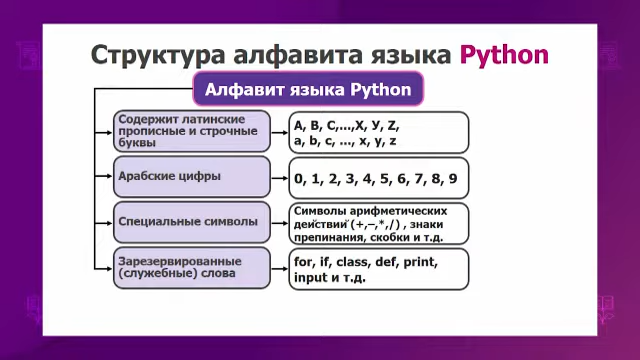 Структура алфавита языка Python
Алфавит языка Python
Содержит латинские
прописные и строчные
буквы
A, B, C,...,X, У, Z,
a, b, c, ..., x, y, z
Арабские цифры
0, 1, 2, 3, 4, 5, 6, 7, 8, 9
Специальные символы
Символы арифметических
действий (+,–,*,/) , знаки
препинания, скобки и т.д.
Зарезервированные
(служебные) слова
for, if, class, def, print,
input и т.д.